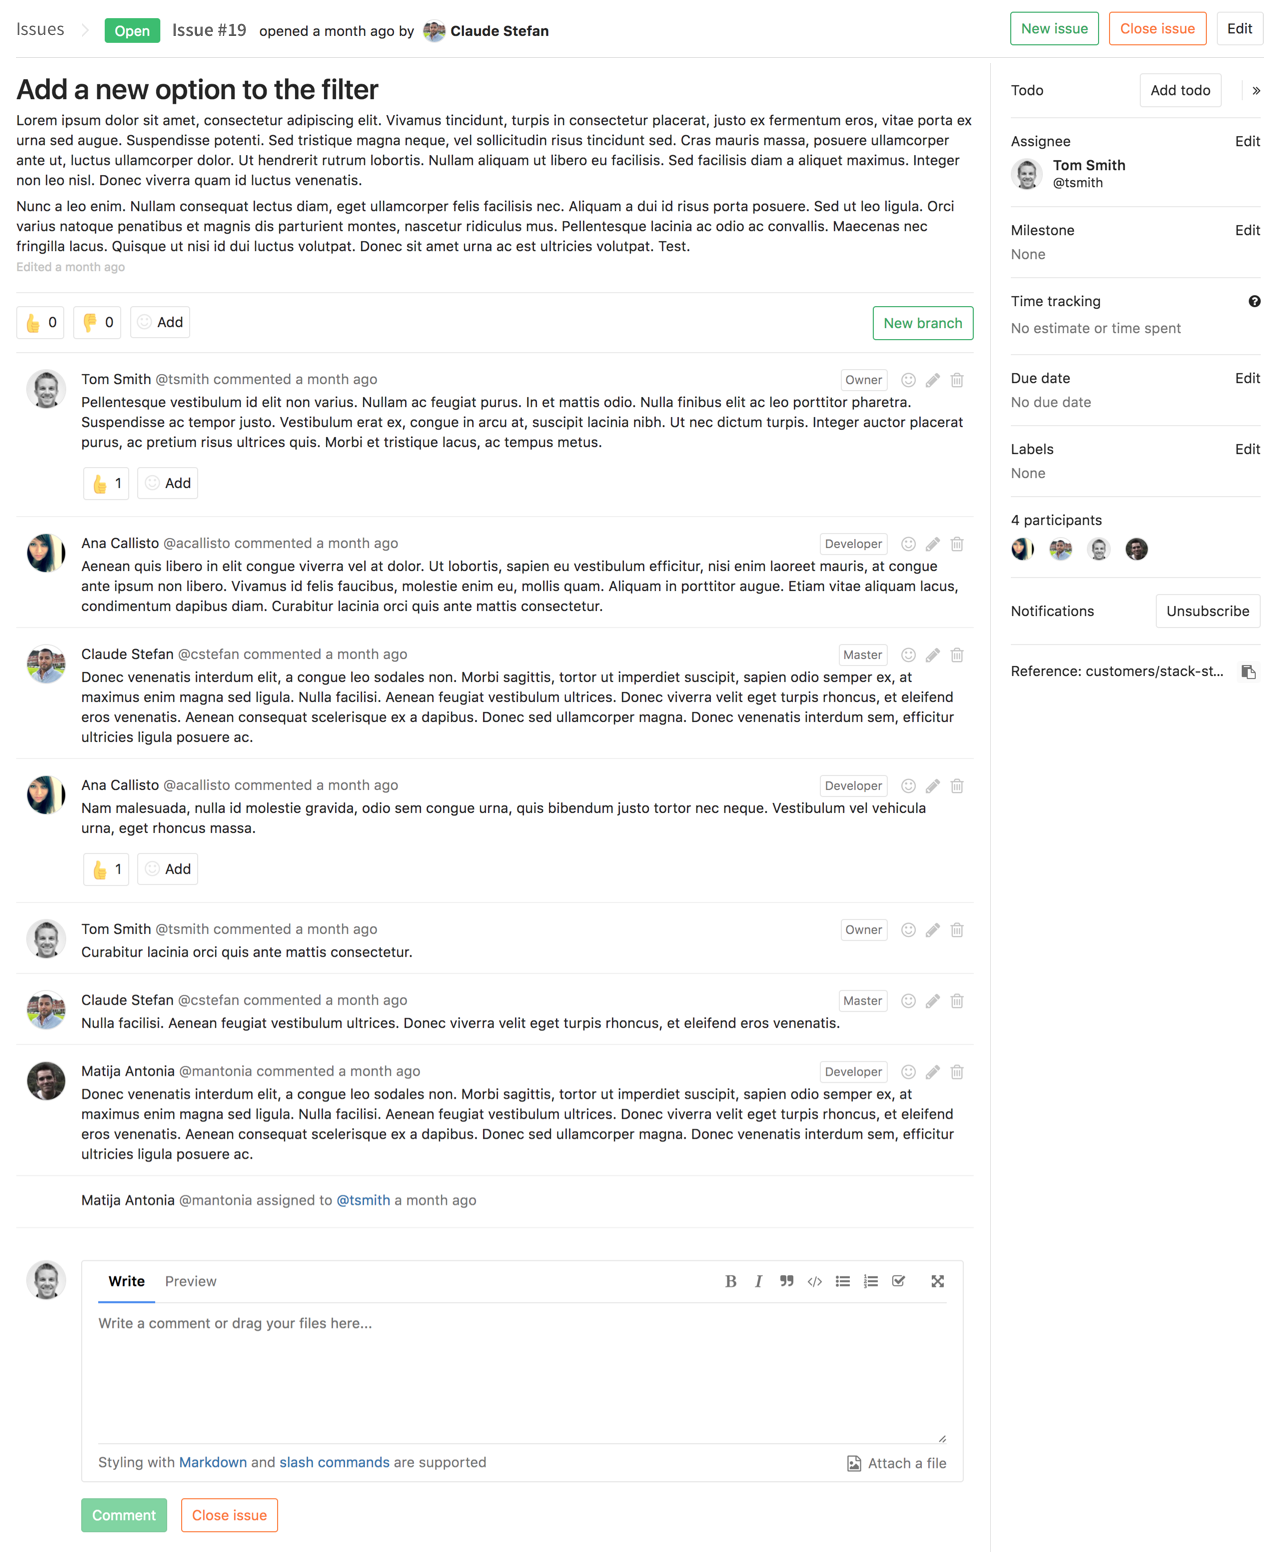 Issues
Open
Issue #19 opened a month ago by Claude Stefan
New issue
Close issue
Edit
Add a new option to the filter
Lorem ipsum dolor sit amet, consectetur adipiscing elit. Vivamus tincidunt, turpis in consectetur placerat, justo ex fermentum eros, vitae porta ex
urna sed augue. Suspendisse potenti. Sed tristique magna neque, vel sollicitudin risus tincidunt sed. Cras mauris massa, posuere ullamcorper
ante ut, luctus ullamcorper dolor. Ut hendrerit rutrum lobortis. Nullam aliquam ut libero eu facilisis. Sed facilisis diam a aliquet maximus. Integer
non leo nisl. Donec viverra quam id luctus venenatis.
Nunc a leo enim. Nullam consequat lectus diam, eget ullamcorper felis facilisis nec. Aliquam a dui id risus porta posuere. Sed ut leo ligula. Orci
varius natoque penatibus et magnis dis parturient montes, nascetur ridiculus mus. Pellentesque lacinia ac odio ac convallis. Maecenas nec
fringilla lacus. Quisque ut nisi id dui luctus volutpat. Donec sit amet urna ac est ultricies volutpat. Test.
Edited a month ago
0
0
Add
New branch
Tom Smith @tsmith commented a month ago
Owner
Pellentesque vestibulum id elit non varius. Nullam ac feugiat purus. In et mattis odio. Nulla finibus elit ac leo porttitor pharetra.
Suspendisse ac tempor justo. Vestibulum erat ex, congue in arcu at, suscipit lacinia nibh. Ut nec dictum turpis. Integer auctor placerat
purus, ac pretium risus ultrices quis. Morbi et tristique lacus, ac tempus metus.
1
Add
Ana Callisto @acallisto commented a month ago
Developer
Aenean quis libero in elit congue viverra vel at dolor. Ut lobortis, sapien eu vestibulum efficitur, nisi enim laoreet mauris, at congue
ante ipsum non libero. Vivamus id felis faucibus, molestie enim eu, mollis quam. Aliquam in porttitor augue. Etiam vitae aliquam lacus,
condimentum dapibus diam. Curabitur lacinia orci quis ante mattis consectetur.
Claude Stefan @cstefan commented a month ago
Master
Donec venenatis interdum elit, a congue leo sodales non. Morbi sagittis, tortor ut imperdiet suscipit, sapien odio semper ex, at
maximus enim magna sed ligula. Nulla facilisi. Aenean feugiat vestibulum ultrices. Donec viverra velit eget turpis rhoncus, et eleifend
eros venenatis. Aenean consequat scelerisque ex a dapibus. Donec sed ullamcorper magna. Donec venenatis interdum sem, efficitur
ultricies ligula posuere ac.
Ana Callisto @acallisto commented a month ago
Developer
Nam malesuada, nulla id molestie gravida, odio sem congue urna, quis bibendum justo tortor nec neque. Vestibulum vel vehicula
urna, eget rhoncus massa.
1
Add
Tom Smith @tsmith commented a month ago
Owner
Curabitur lacinia orci quis ante mattis consectetur.
Claude Stefan @cstefan commented a month ago
Master
Nulla facilisi. Aenean feugiat vestibulum ultrices. Donec viverra velit eget turpis rhoncus, et eleifend eros venenatis.
Matija Antonia @mantonia commented a month ago
Developer
Donec venenatis interdum elit, a congue leo sodales non. Morbi sagittis, tortor ut imperdiet suscipit, sapien odio semper ex, at
maximus enim magna sed ligula. Nulla facilisi. Aenean feugiat vestibulum ultrices. Donec viverra velit eget turpis rhoncus, et eleifend
eros venenatis. Aenean consequat scelerisque ex a dapibus. Donec sed ullamcorper magna. Donec venenatis interdum sem, efficitur
ultricies ligula posuere ac.
Matija Antonia @mantonia assigned to @tsmith a month ago
Write
Preview
Write a comment or drag your files here...
Styling with Markdown and slash commands are supported
Attach a file
Comment
Close issue
Todo
Add todo
»
Assignee
Edit
Tom Smith
@tsmith
Milestone
Edit
None
Time tracking
No estimate or time spent
Due date
Edit
No due date
Labels
Edit
None
4 participants
Notifications
Unsubscribe
Reference: customers/stack-st...